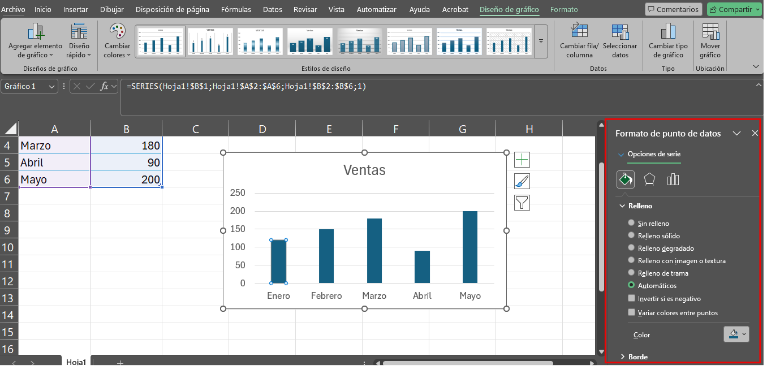 Archivo Inicio Insertar Dibujar Disposición de página Fórmulas Datos Revisar Vista Automatizar Ayuda Acrobat Diseño de gráfico Formato Comentarios Compartir
Agregar elemento de gráfico
Diseño rápido
Cambiar colores
Cambiar fila/ columna
Seleccionar datos
Cambiar tipo de gráfico
Mover gráfico
Diseños de gráfico Estilos de diseño Datos Tipo Ubicación
Gráfico 1 fx =SERIES(Hoja1!$B$1;Hoja1!$A$2:$A$6;Hoja1!$B$2:$B$6;1)
A B C D E F G H
4 Marzo 180
5 Abril 90
6 Mayo 200
7
8
9
10
11
12
13
14
15
16
Ventas
250
200
150
100
50
0
Enero Febrero Marzo Abril Mayo
Formato de punto de datos
Opciones de serie
Relleno
Sin relleno
Relleno sólido
Relleno degradado
Relleno con imagen o textura
Relleno de trama
Automáticos
Invertir si es negativo
Variar colores entre puntos
Color
Borde
Hoja1